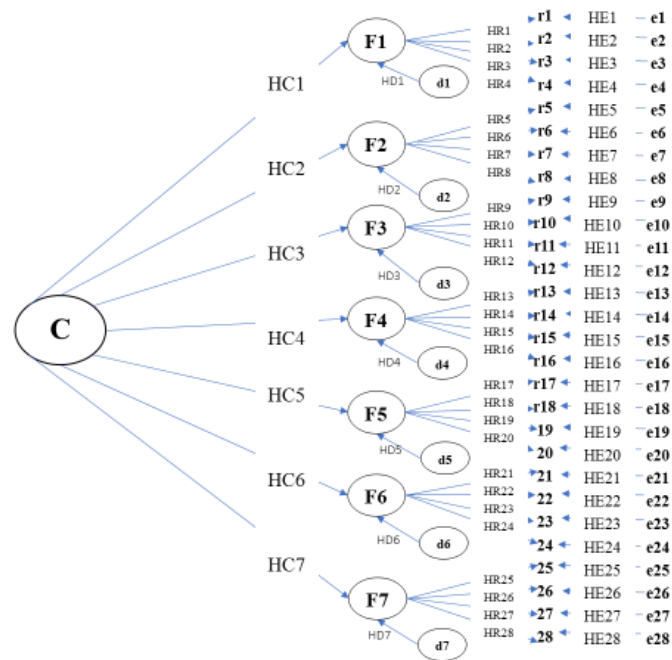 C
HC1
HC2
HC3
HC4
HC5
HC6
HC7
F1
HD1
d1
F2
HD2
d2
F3
HD3
d3
F4
HD4
d4
F5
HD5
d5
F6
HD6
d6
F7
HD7
d7
HR1
HR2
HR3
HR4
HR5
HR6
HR7
HR8
HR9
HR10
HR11
HR12
HR13
HR14
HR15
HR16
HR17
HR18
HR19
HR20
HR21
HR22
HR23
HR24
HR25
HR26
HR27
HR28
r1 HE1 e1
r2 HE2 e2
r3 HE3 e3
r4 HE4 e4
r5 HE5 e5
r6 HE6 e6
r7 HE7 e7
r8 HE8 e8
r9 HE9 e9
r10 HE10 e10
r11 HE11 e11
r12 HE12 e12
r13 HE13 e13
r14 HE14 e14
r15 HE15 e15
r16 HE16 e16
r17 HE17 e17
r18 HE18 e18
19 HE19 e19
20 HE20 e20
21 HE21 e21
22 HE22 e22
23 HE23 e23
24 HE24 e24
25 HE25 e25
26 HE26 e26
27 HE27 e27
28 HE28 e28